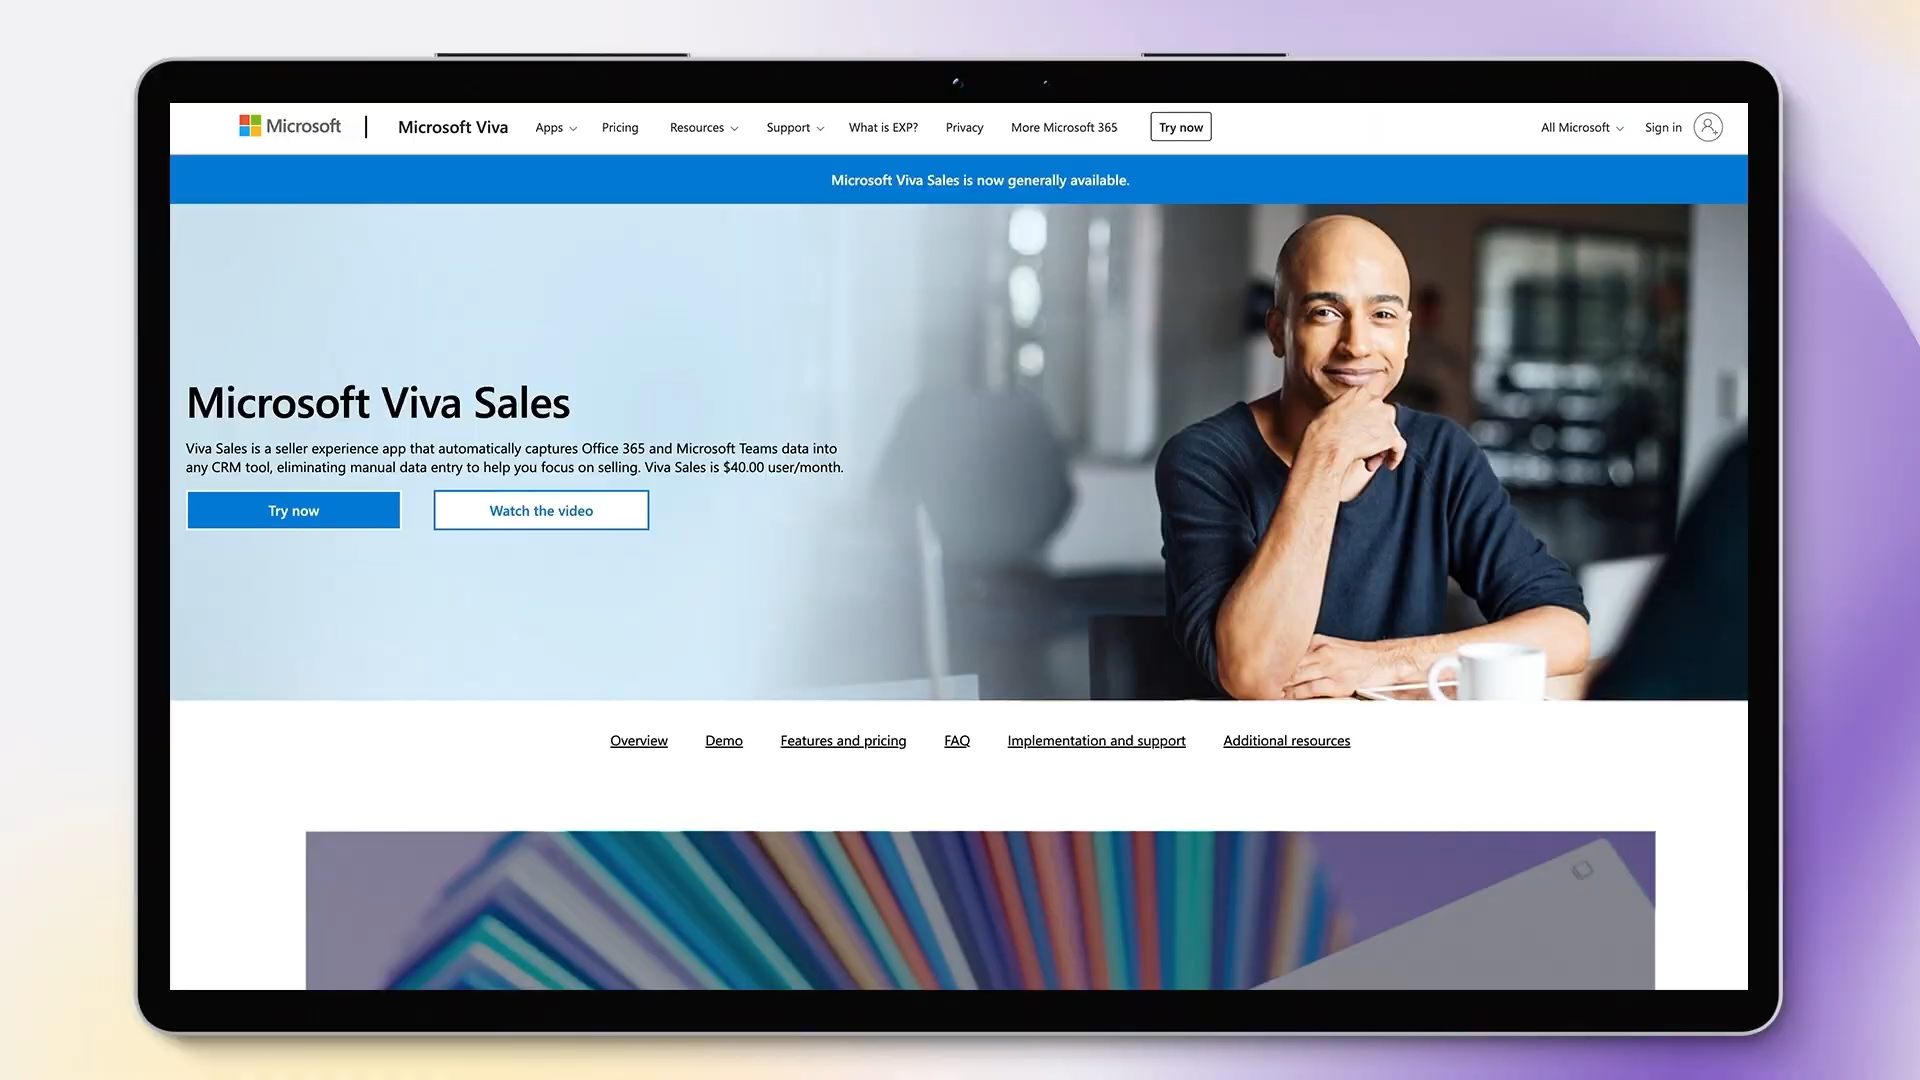 Microsoft
Microsoft Viva
Apps
Pricing
Resources
Support
What is EXP?
Privacy
More Microsoft 365
Try now
All Microsoft
Sign in
Microsoft Viva Sales is now generally available.
Microsoft Viva Sales
Viva Sales is a seller experience app that automatically captures Office 365 and Microsoft Teams data into
any CRM tool, eliminating manual data entry to help you focus on selling. Viva Sales is $40.00 user/month.
Try now
Watch the video
Overview
Demo
Features and pricing
FAQ
Implementation and support
Additional resources